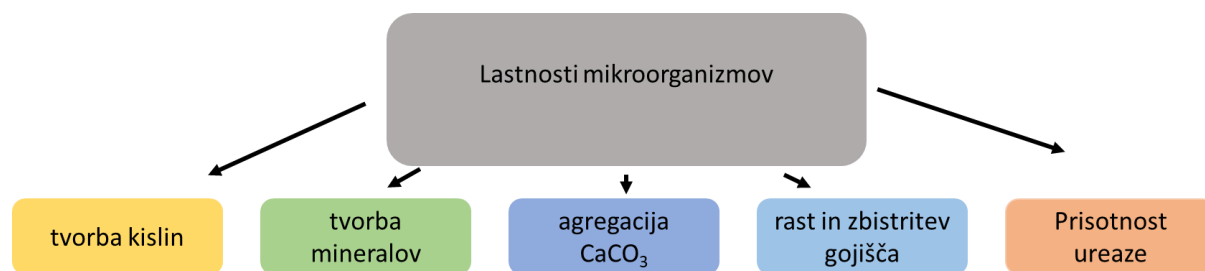 Lastnosti mikroorganizmov
tvorba kislin
tvorba
mineralov
agregacija
CaCO₃
rast in zbistritev
gojišča
Prisotnost
ureaze